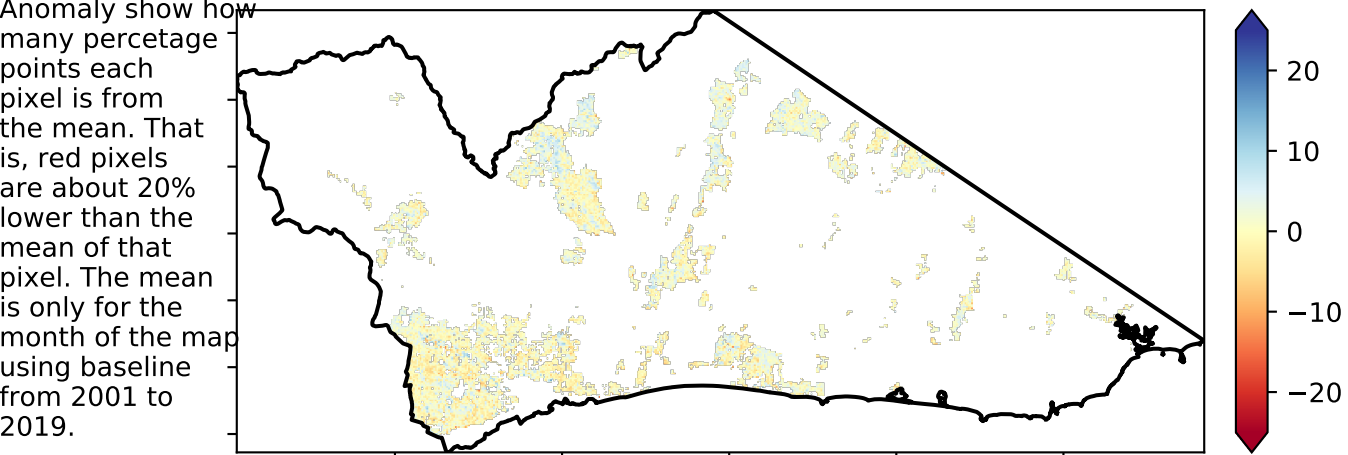 Anomaly show how
many percetage
points each
pixel is from
the mean. That
is, red pixels
are about 20%
lower than the
mean of that
pixel. The mean
is only for the
month of the map
using baseline
from 2001 to
2019.
20
10
0
−10
−20